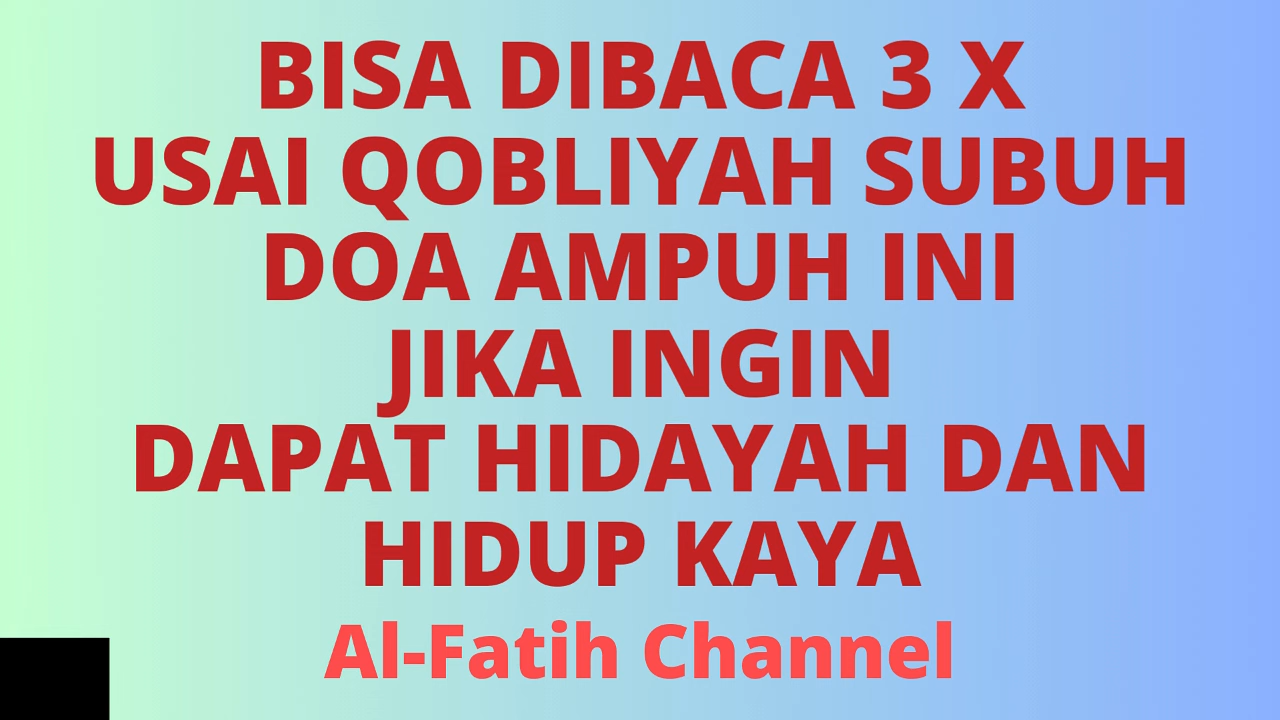 BISA DIBACA 3 X
USAI QOBLIYAH SUBUH
DOA AMPUH INI
JIKA INGIN
DAPAT HIDAYAH DAN
HIDUP KAYA
Al-Fatih Channel